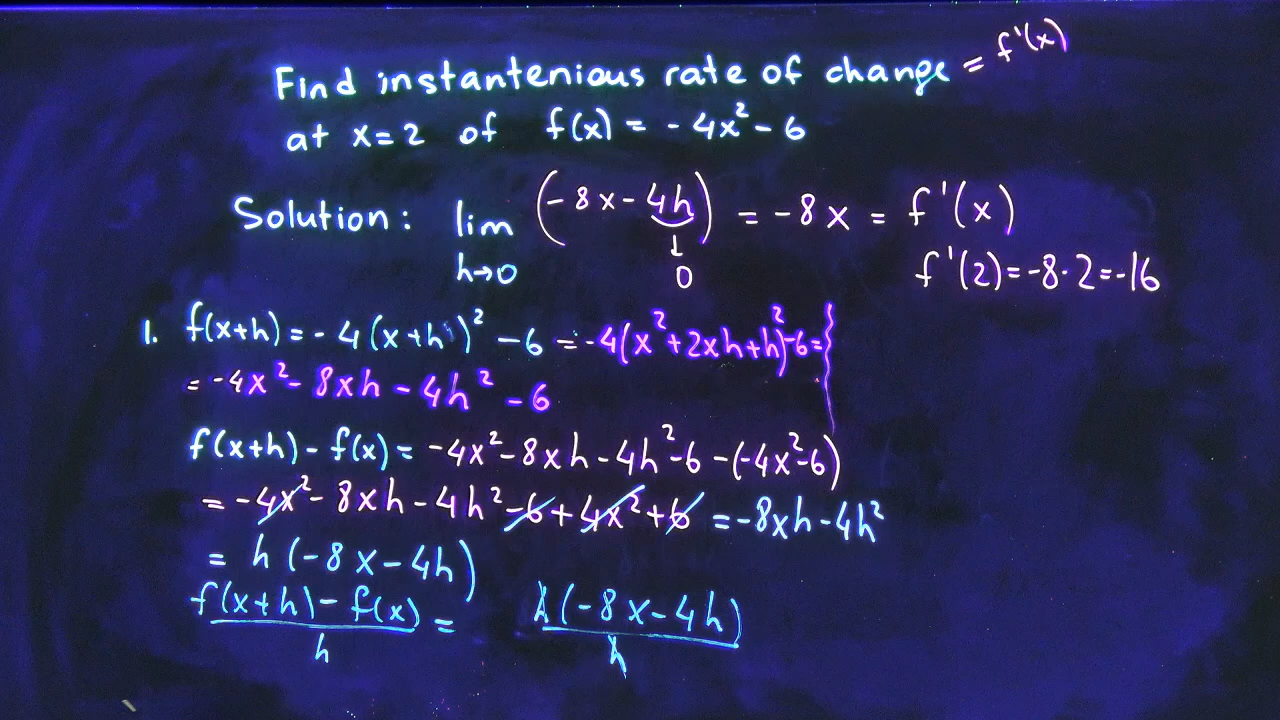 Find instantenious rate of change = f'(x)
at x=2 of f(x) = -4x² - 6
Solution: lim h→0 (-8x-4h) = -8x = f'(x)
↓
0
f'(2)=-8·2=-16
1. f(x+h) = -4(x+h)² - 6 = -4(x²+2xh+h²)-6=
= -4x² - 8xh - 4h² - 6
f(x+h) - f(x) = -4x²-8xh-4h²-6-(-4x²-6)
= -4x²-8xh-4h²-6+4x²+6 = -8xh-4h²
= h(-8x-4h)
f(x+h)-f(x) = h(-8x-4h)
h h